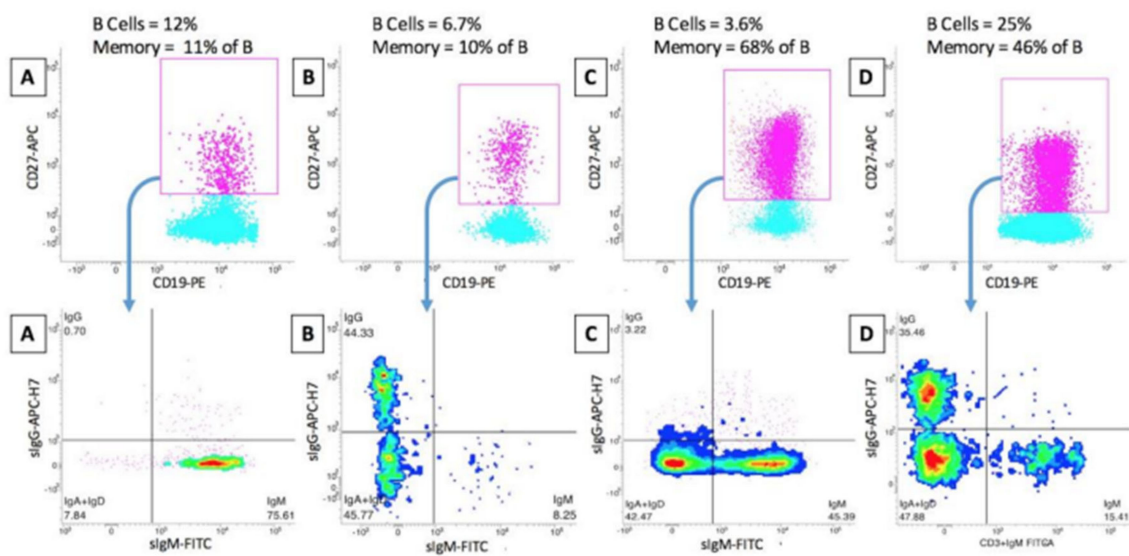 B Cells = 12%
Memory = 11% of B
B Cells = 6.7%
Memory = 10% of B
B Cells = 3.6%
Memory = 68% of B
B Cells = 25%
Memory = 46% of B
A
B
C
D
CD27-APC
CD27-APC
CD27-APC
CD27-APC
CD19-PE
CD19-PE
CD19-PE
CD19-PE
A
B
C
D
IgG
0.70
IgG
44.33
IgG
3.22
IgG
35.46
sIgG-APC-H7
sIgG-APC-H7
sIgG-APC-H7
sIgG-APC-H7
IgA+IgD
7.84
IgM
75.61
IgA+IgD
45.77
IgM
8.25
IgA+IgD
42.47
IgM
45.39
IgA+IgD
47.88
IgM
15.41
sIgM-FITC
sIgM-FITC
sIgM-FITC
CD3+IgM FITCA